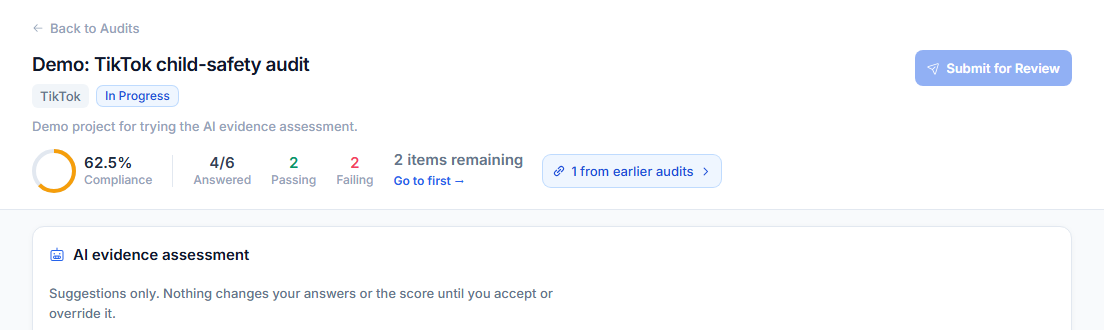 ← Back to Audits
Demo: TikTok child-safety audit
Submit for Review
TikTok In Progress
Demo project for trying the AI evidence assessment.
62.5%
Compliance
4/6
Answered
2
Passing
2
Failing
2 items remaining
Go to first →
1 from earlier audits
AI evidence assessment
Suggestions only. Nothing changes your answers or the score until you accept or
override it.